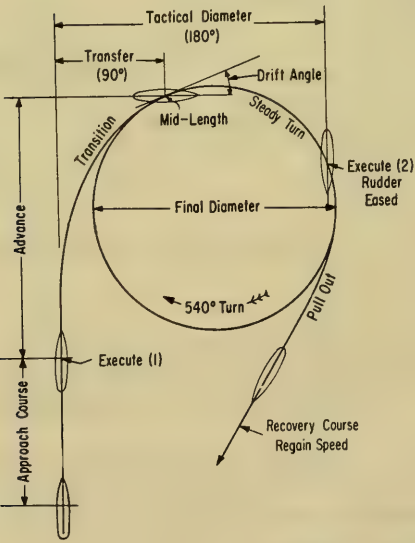 Tactical Diameter
(180°)
Transfer
(90°)
Drift Angle
Mid-Length
Transition
Steady Turn
Execute (2)
Rudder
Eased
Advance
Final Diameter
540° Turn
Pull Out
Execute (1)
Approach Course
Recovery Course
Regain Speed